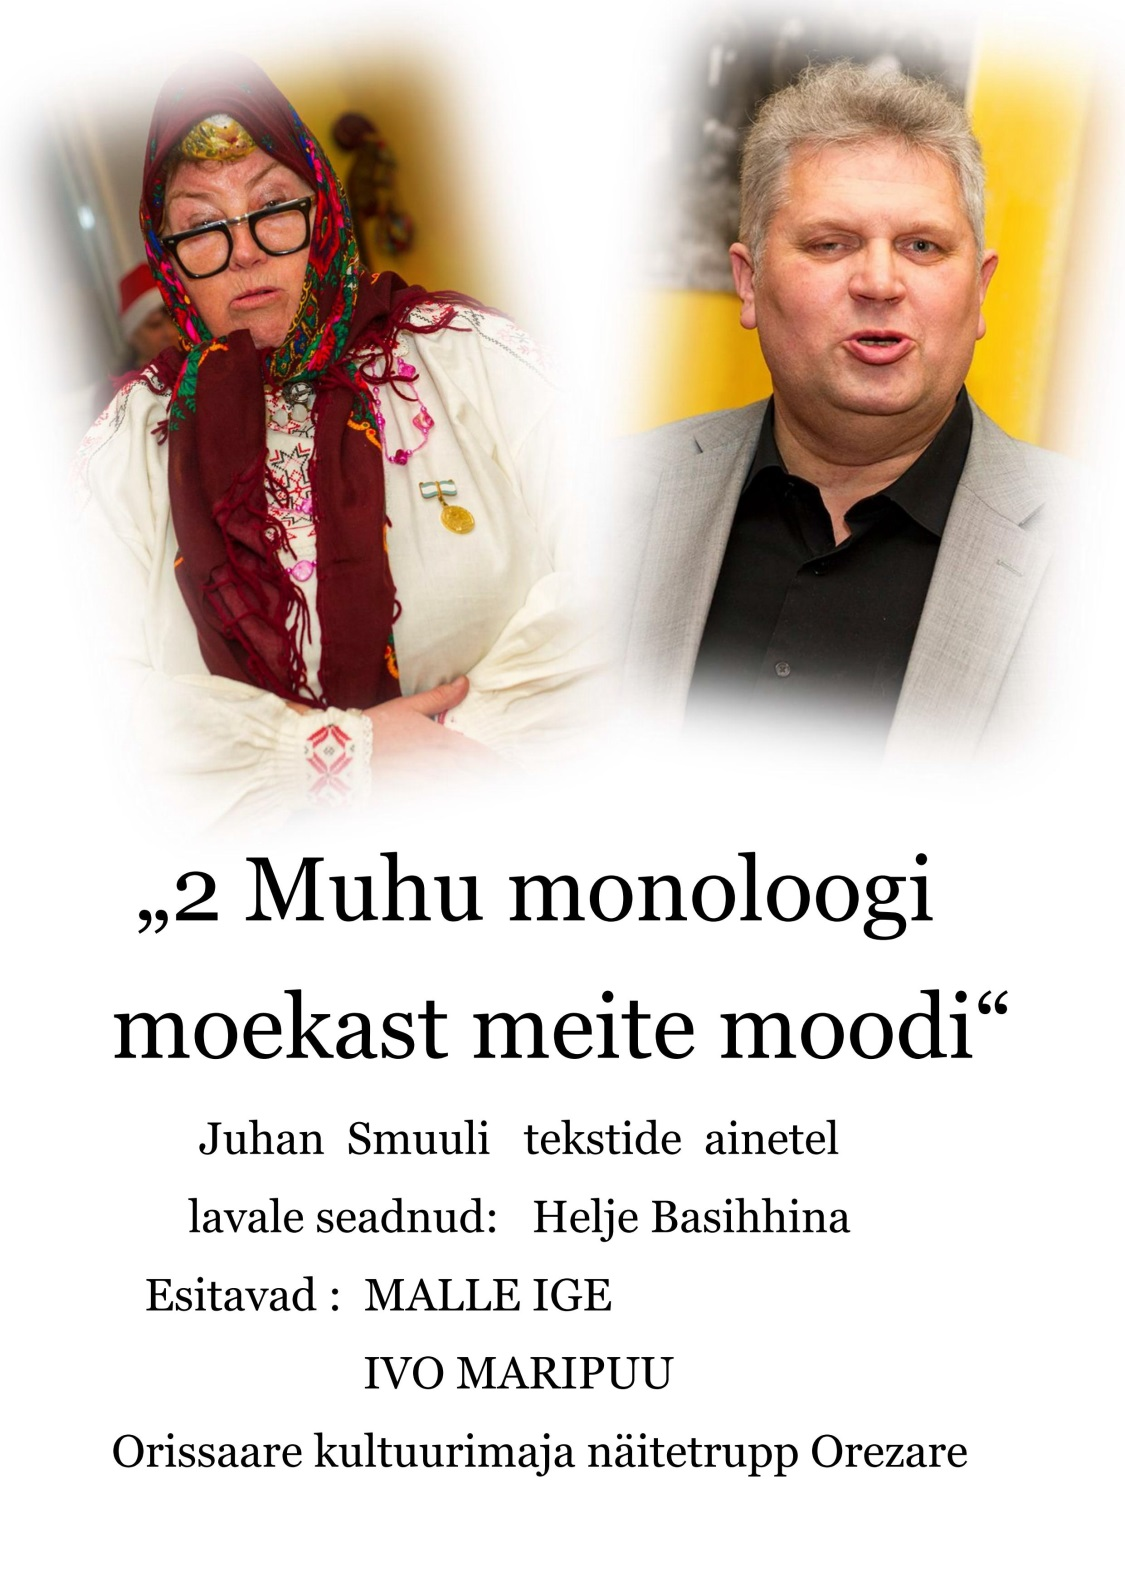 „2 Muhu monoloogi
moekast meite moodi“
Juhan Smuuli tekstide ainetel
lavale seadnud: Helje Basihhina
Esitavad : MALLE IGE
IVO MARIPUU
Orissaare kultuurimaja näitetrupp Orezare